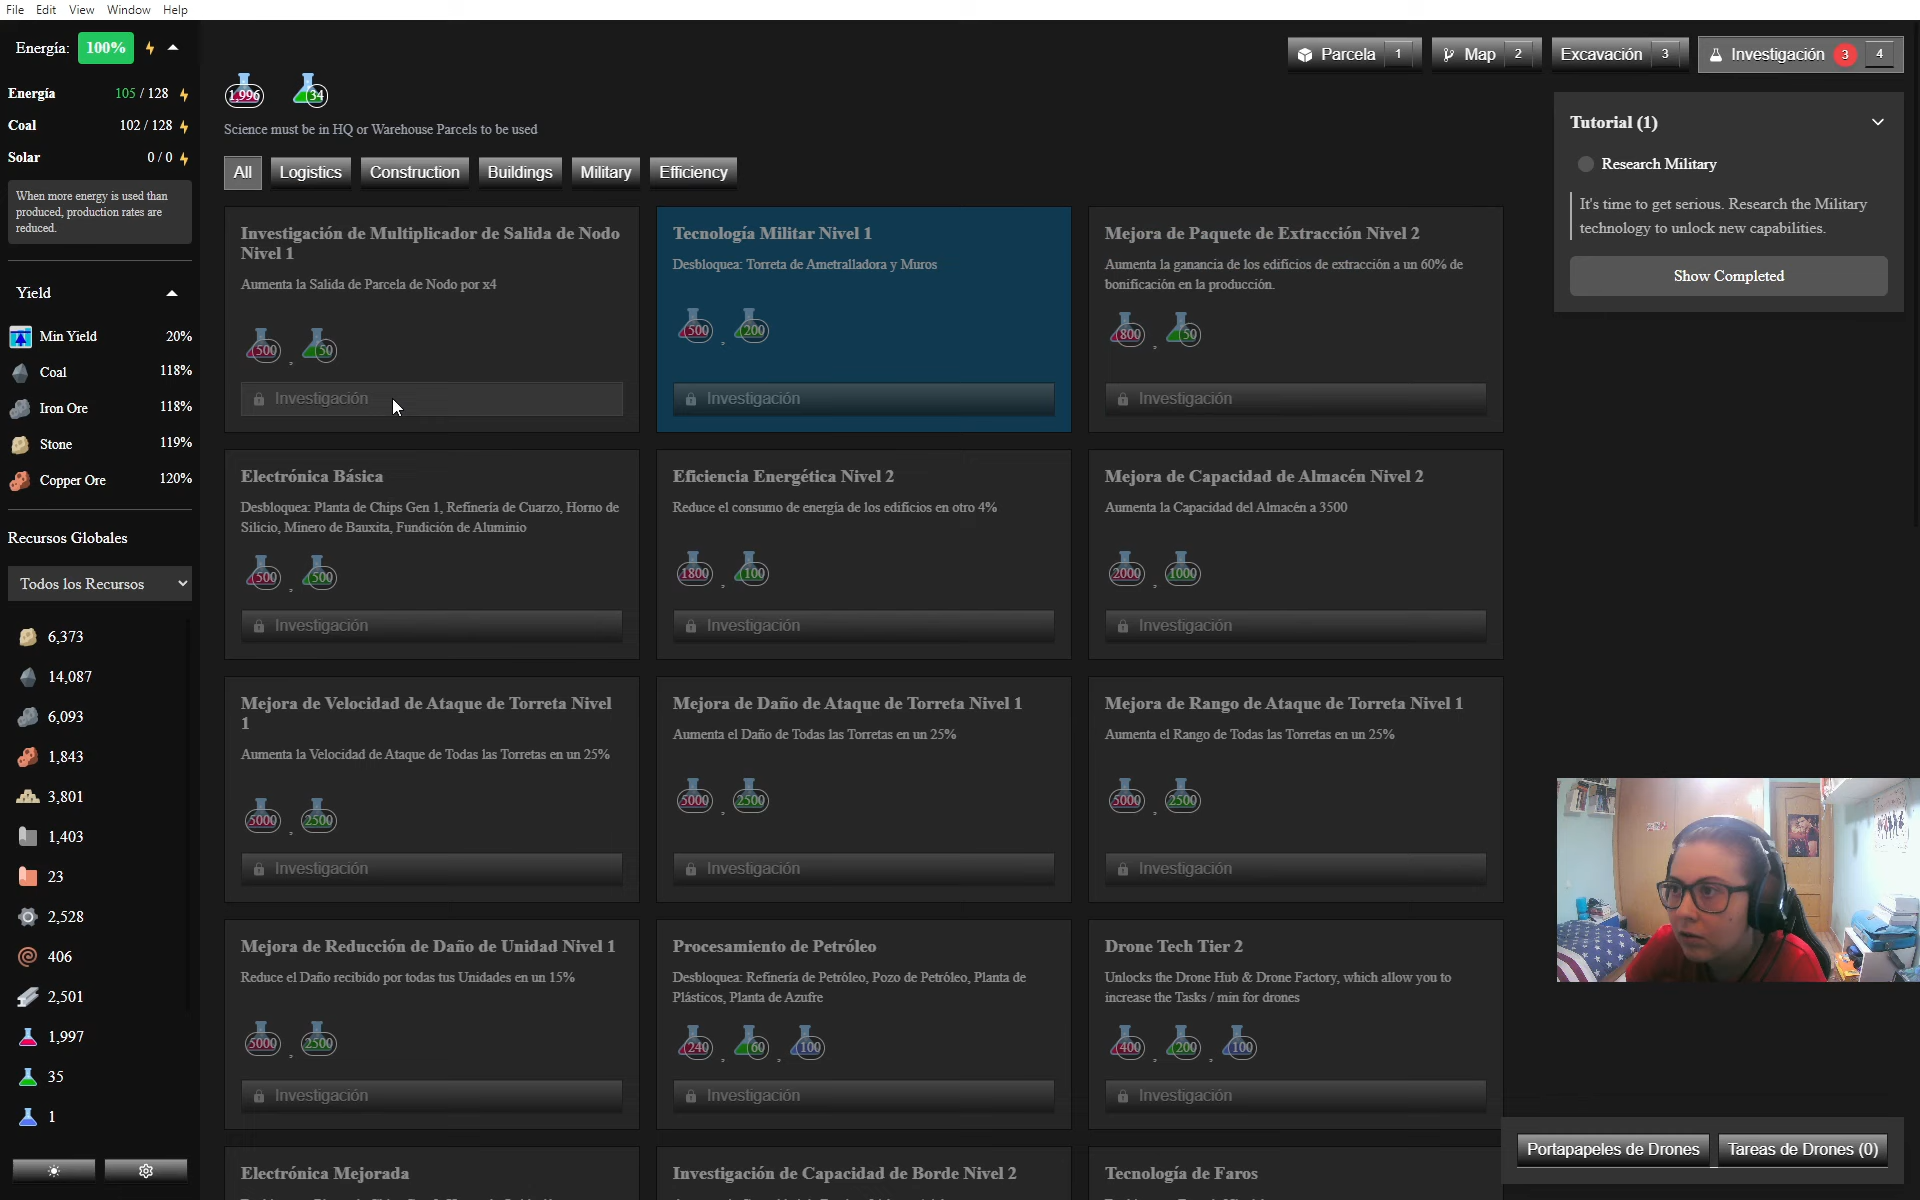 File Edit View Window Help
Energía: 100%
Energía 105 / 128
Coal 102 / 128
Solar 0 / 0
When more energy is used than
produced, production rates are
reduced.
Yield
Min Yield 20%
Coal 118%
Iron Ore 118%
Stone 119%
Copper Ore 120%
Recursos Globales
Todos los Recursos
6,373
14,087
6,093
1,843
3,801
1,403
23
2,528
406
2,501
1,997
35
1
Parcela 1 Map 2 Excavación 3 Investigación 3 4
1,996 34
Science must be in HQ or Warehouse Parcels to be used
All Logistics Construction Buildings Military Efficiency
Investigación de Multiplicador de Salida de Nodo
Nivel 1
Aumenta la Salida de Parcela de Nodo por x4
500 , 50
Investigación
Tecnología Militar Nivel 1
Desbloquea: Torreta de Ametralladora y Muros
500 , 200
Investigación
Mejora de Paquete de Extracción Nivel 2
Aumenta la ganancia de los edificios de extracción a un 60% de
bonificación en la producción.
800 , 50
Investigación
Electrónica Básica
Desbloquea: Planta de Chips Gen 1, Refinería de Cuarzo, Horno de
Silicio, Minero de Bauxita, Fundición de Aluminio
500 , 500
Investigación
Eficiencia Energética Nivel 2
Reduce el consumo de energía de los edificios en otro 4%
1800 , 100
Investigación
Mejora de Capacidad de Almacén Nivel 2
Aumenta la Capacidad del Almacén a 3500
2000 , 1000
Investigación
Mejora de Velocidad de Ataque de Torreta Nivel
1
Aumenta la Velocidad de Ataque de Todas las Torretas en un 25%
5000 , 2500
Investigación
Mejora de Daño de Ataque de Torreta Nivel 1
Aumenta el Daño de Todas las Torretas en un 25%
5000 , 2500
Investigación
Mejora de Rango de Ataque de Torreta Nivel 1
Aumenta el Rango de Todas las Torretas en un 25%
5000 , 2500
Investigación
Mejora de Reducción de Daño de Unidad Nivel 1
Reduce el Daño recibido por todas tus Unidades en un 15%
5000 , 2500
Investigación
Procesamiento de Petróleo
Desbloquea: Refinería de Petróleo, Pozo de Petróleo, Planta de
Plásticos, Planta de Azufre
240 , 60 , 100
Investigación
Drone Tech Tier 2
Unlocks the Drone Hub & Drone Factory, which allow you to
increase the Tasks / min for drones
400 , 200 , 100
Investigación
Electrónica Mejorada
Investigación de Capacidad de Borde Nivel 2
Tecnología de Faros
Tutorial (1)
Research Military
It's time to get serious. Research the Military
technology to unlock new capabilities.
Show Completed
Portapapeles de Drones Tareas de Drones (0)